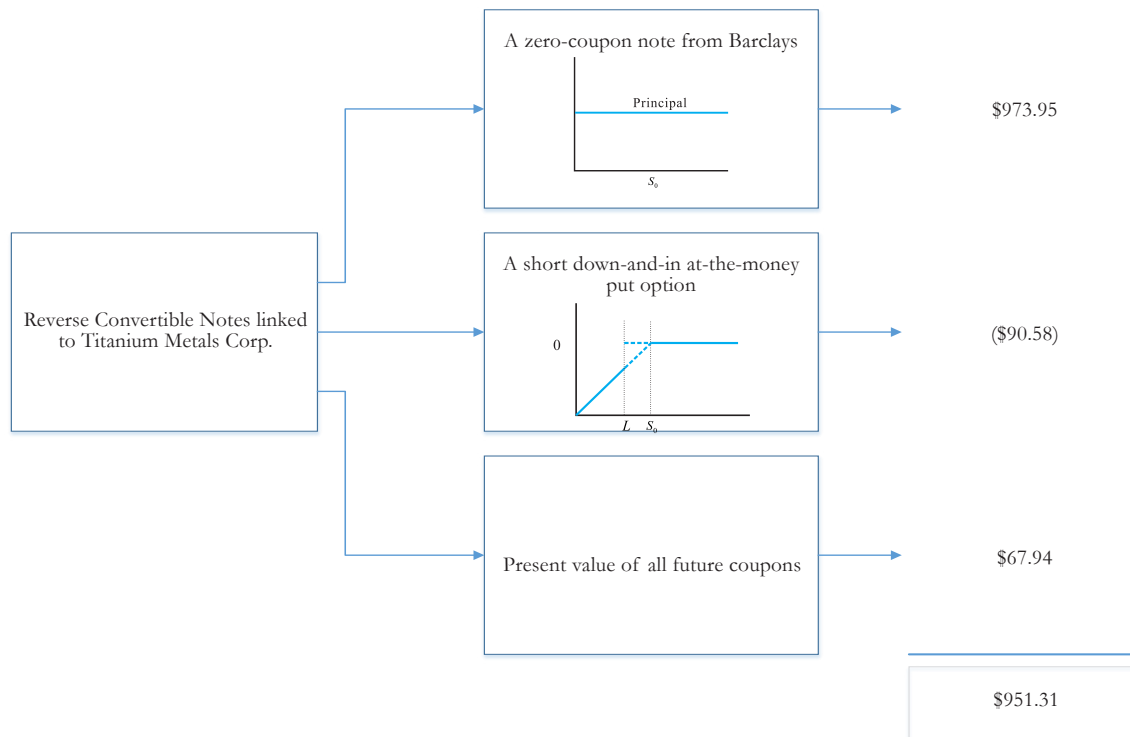 A zero-coupon note from Barclays
Principal
S₀
$973.95
Reverse Convertible Notes linked
to Titanium Metals Corp.
A short down-and-in at-the-money
put option
0
L S₀
($90.58)
Present value of all future coupons
$67.94
$951.31